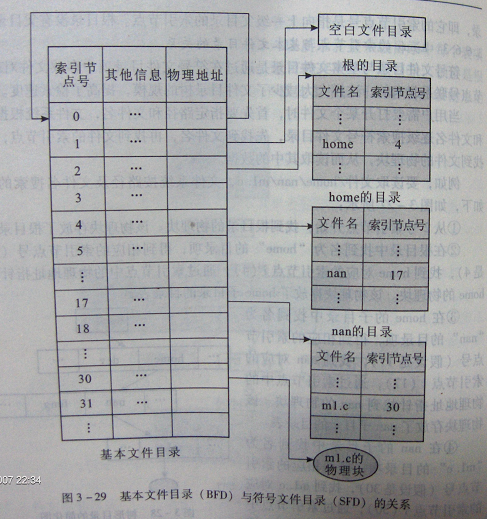 索引节点号 其他信息 物理地址
0 …
1 …
2 …
3 …
4 …
5 …
⋮ ⋮
17 …
18 …
⋮ ⋮
30 …
31 …
⋮ ⋮ ⋮
基本文件目录
空白文件目录
根的目录
文件名 索引节点号
⋮ ⋮
home 4
⋮ ⋮
home的目录
文件名 索引节点号
⋮ ⋮
nan 17
⋮ ⋮
nan的目录
文件名 索引节点号
⋮ ⋮
m1.c 30
⋮ ⋮
m1.c的
物理块
007 22:34
图 3-29 基本文件目录(BFD)与符号文件目录(SFD)的关系